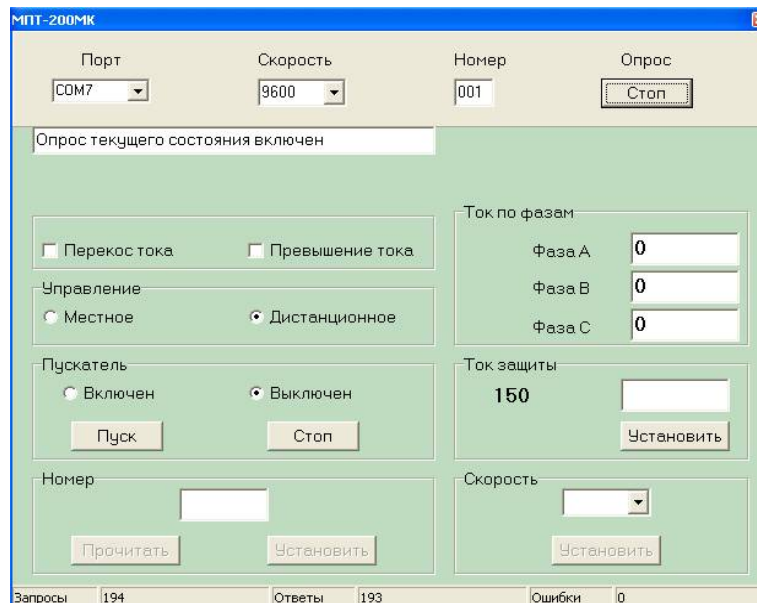 МПТ-200МК
Порт Скорость Номер Опрос
COM7 9600 001 Стоп
Опрос текущего состояния включен
Ток по фазам
Перекос тока Превышение тока Фаза А 0
Управление Фаза В 0
Местное Дистанционное Фаза С 0
Пускатель Ток защиты
Включен Выключен 150
Пуск Стоп Установить
Номер Скорость
Прочитать Установить Установить
Запросы 194 Ответы 193 Ошибки 0